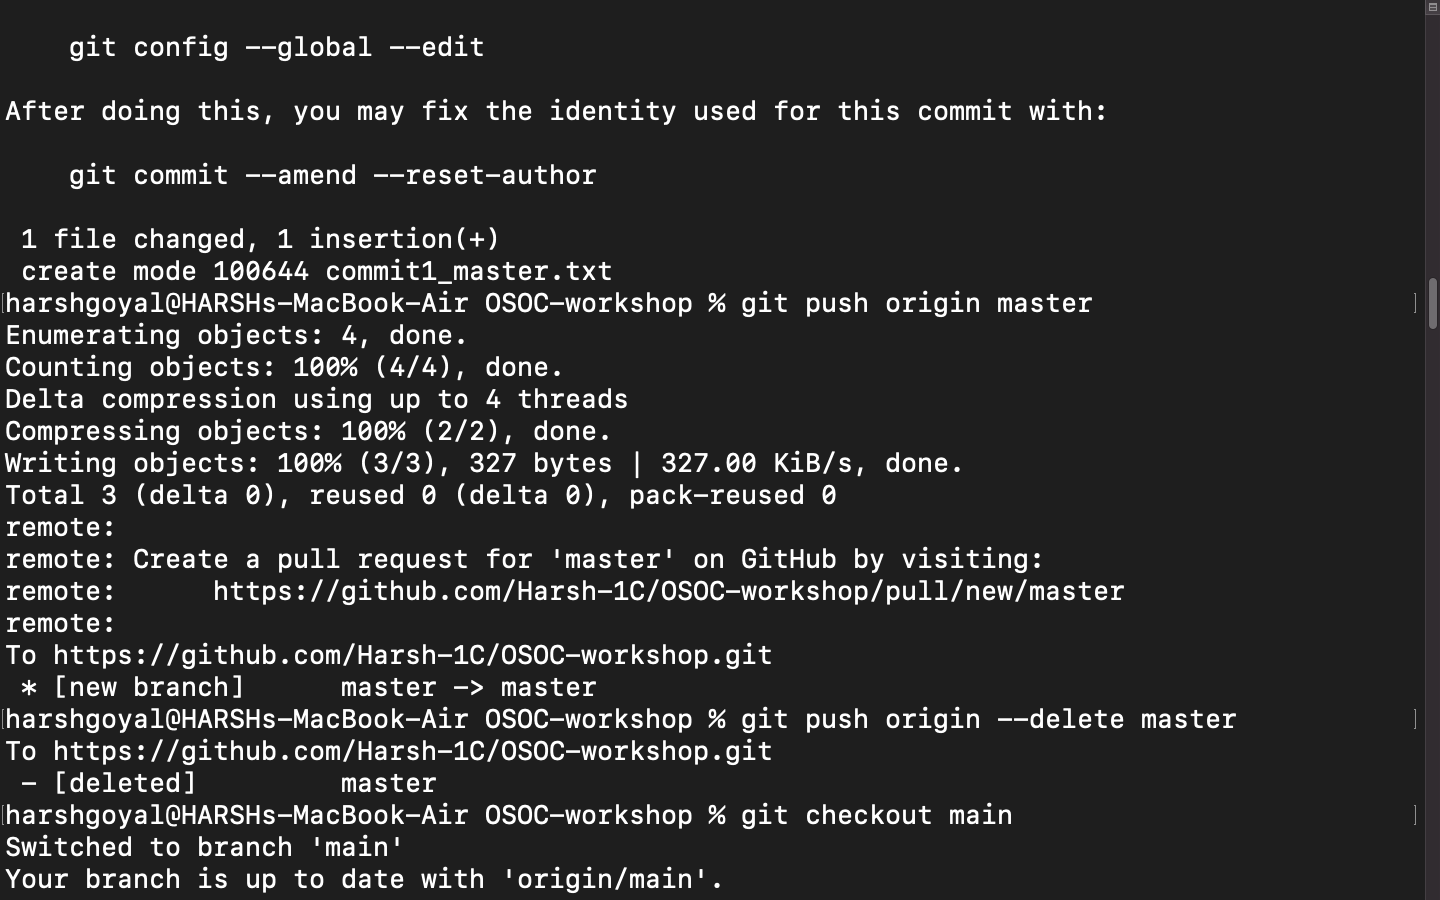 git config --global --edit
After doing this, you may fix the identity used for this commit with:
git commit --amend --reset-author
1 file changed, 1 insertion(+)
create mode 100644 commit1_master.txt
[harshgoyal@HARSHs-MacBook-Air OSOC-workshop % git push origin master ]
Enumerating objects: 4, done.
Counting objects: 100% (4/4), done.
Delta compression using up to 4 threads
Compressing objects: 100% (2/2), done.
Writing objects: 100% (3/3), 327 bytes | 327.00 KiB/s, done.
Total 3 (delta 0), reused 0 (delta 0), pack-reused 0
remote:
remote: Create a pull request for 'master' on GitHub by visiting:
remote:      https://github.com/Harsh-1C/OSOC-workshop/pull/new/master
remote:
To https://github.com/Harsh-1C/OSOC-workshop.git
* [new branch]      master -> master
[harshgoyal@HARSHs-MacBook-Air OSOC-workshop % git push origin --delete master ]
To https://github.com/Harsh-1C/OSOC-workshop.git
- [deleted]         master
[harshgoyal@HARSHs-MacBook-Air OSOC-workshop % git checkout main ]
Switched to branch 'main'
Your branch is up to date with 'origin/main'.